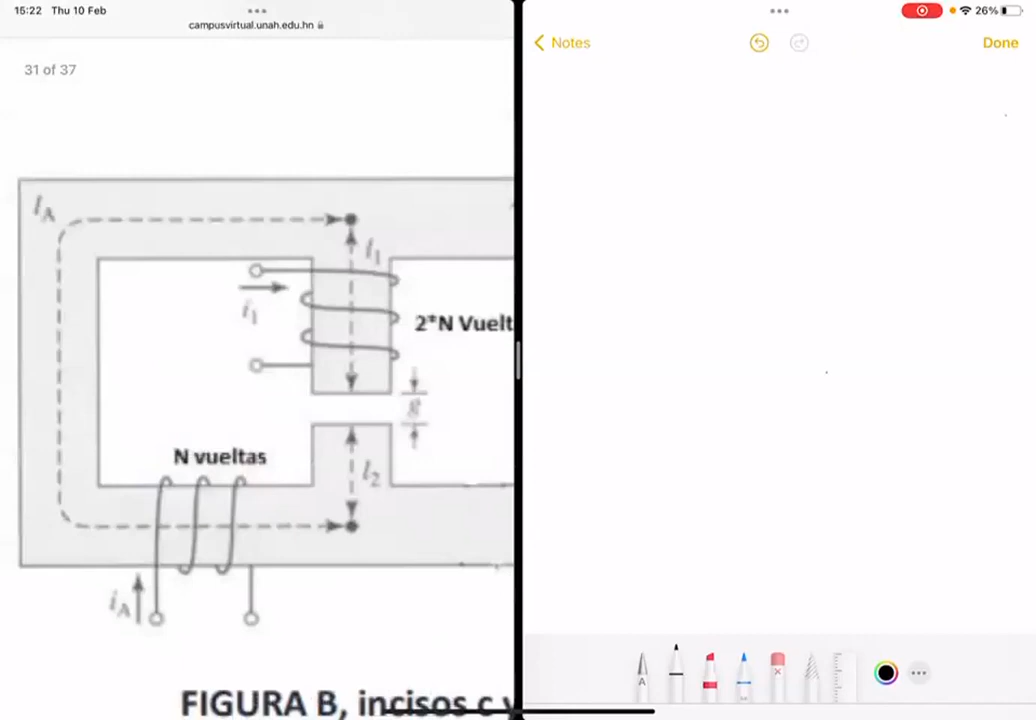 15:22 Thu 10 Feb
campusvirtual.unah.edu.hn
26%
Notes
Done
31 of 37
l_A
l_1
i_1
2*N Vuelt
g
N vueltas
l_2
i_A
FIGURA B, incisos c
A